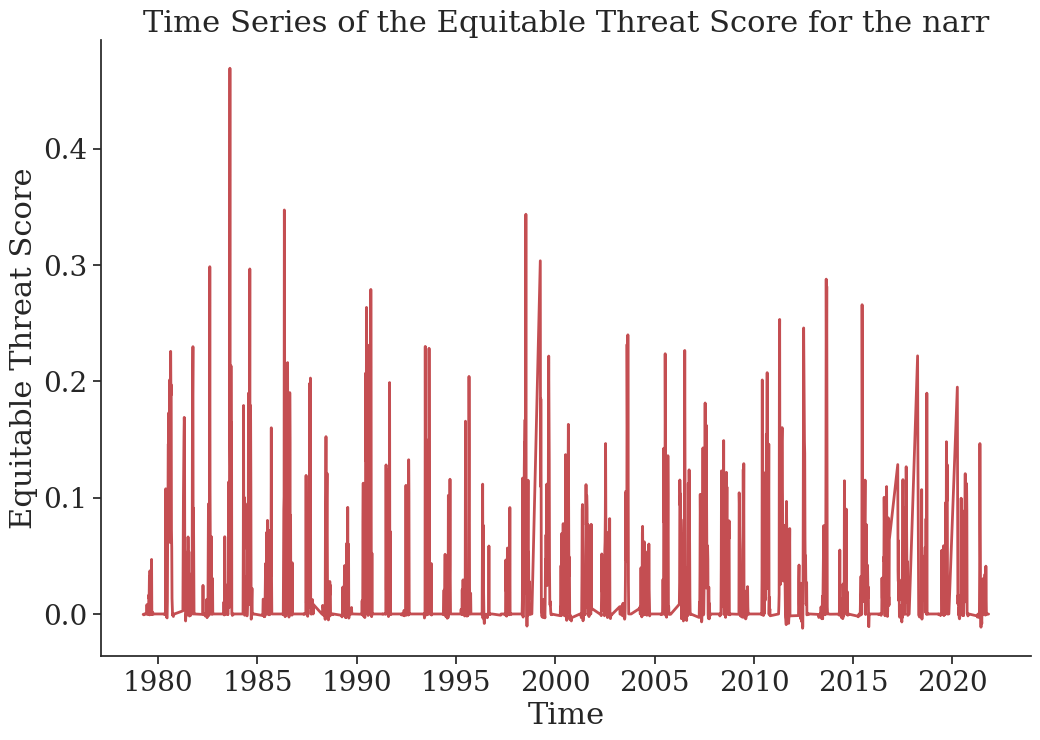 Time Series of the Equitable Threat Score for the narr
Equitable Threat Score
0.4
0.3
0.2
0.1
0.0
1980 1985 1990 1995 2000 2005 2010 2015 2020
Time